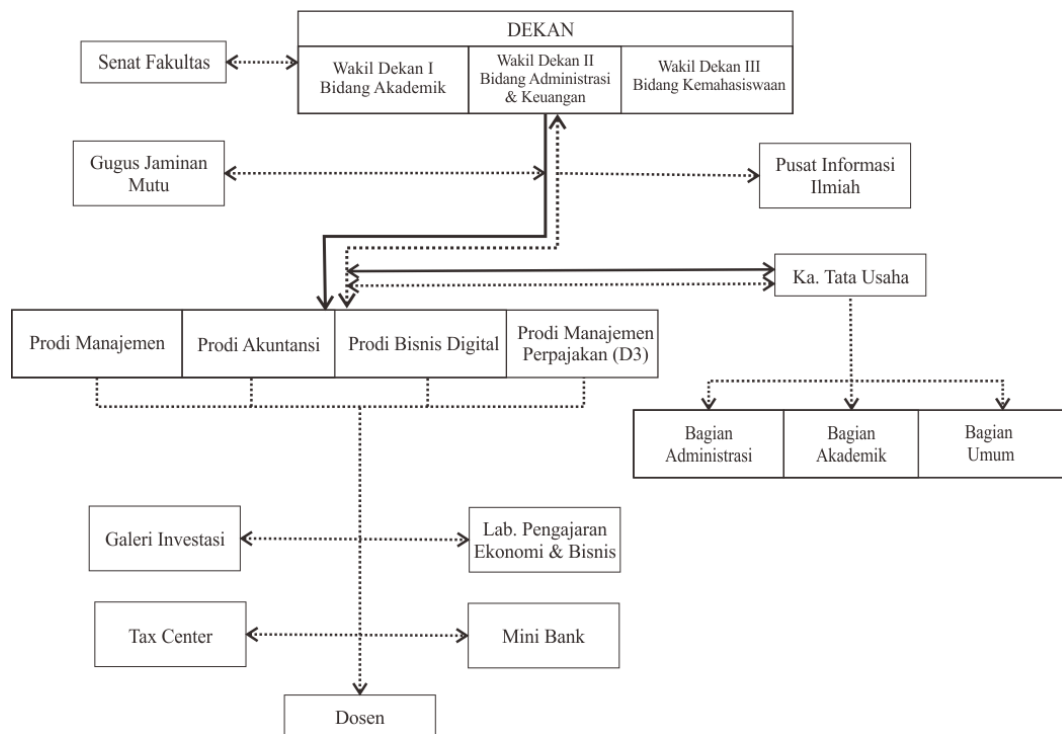 DEKAN
Senat Fakultas
Wakil Dekan I
Bidang Akademik
Wakil Dekan II
Bidang Administrasi
& Keuangan
Wakil Dekan III
Bidang Kemahasiswaan
Gugus Jaminan
Mutu
Pusat Informasi
Ilmiah
Ka. Tata Usaha
Prodi Manajemen
Prodi Akuntansi
Prodi Bisnis Digital
Prodi Manajemen
Perpajakan (D3)
Bagian
Administrasi
Bagian
Akademik
Bagian
Umum
Galeri Investasi
Lab. Pengajaran
Ekonomi & Bisnis
Tax Center
Mini Bank
Dosen